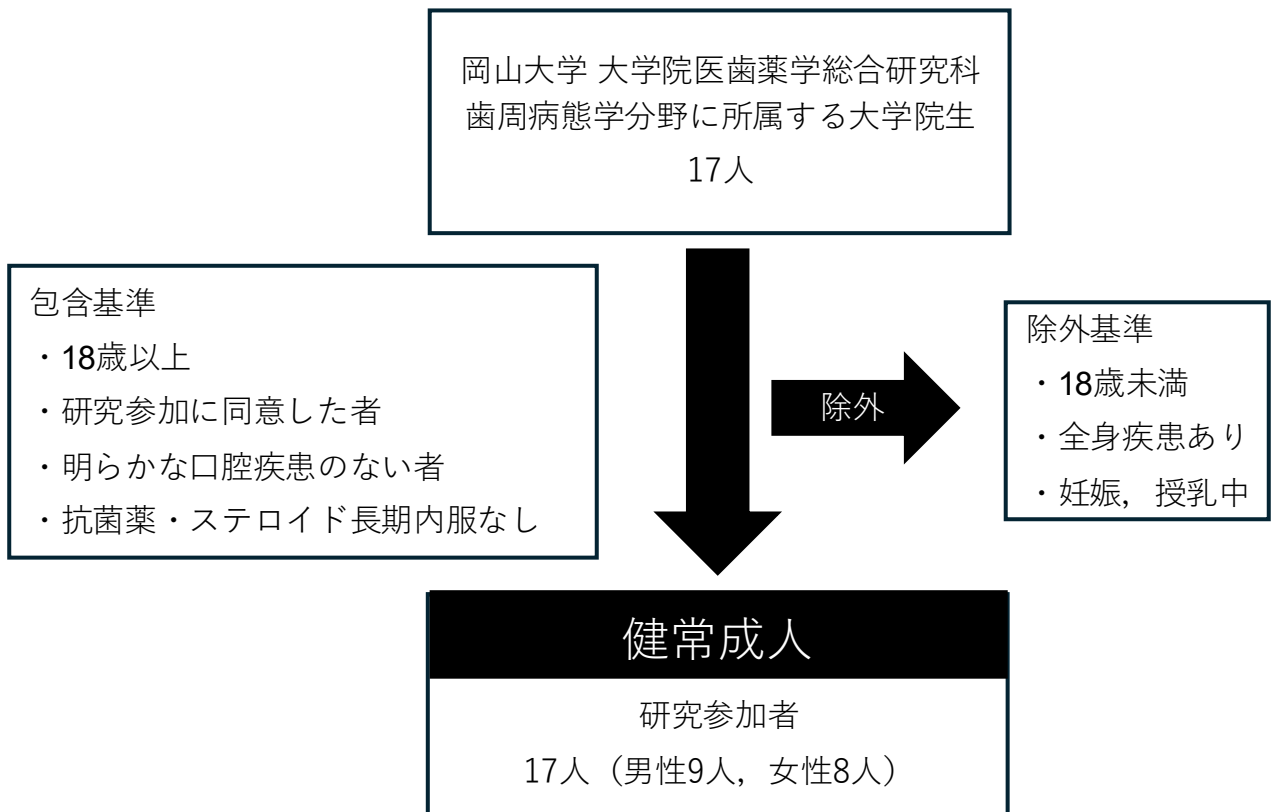 岡山大学 大学院医歯薬学総合研究科
歯周病態学分野に所属する大学院生
17人
包含基準
・18歳以上
・研究参加に同意した者
・明らかな口腔疾患のない者
・抗菌薬・ステロイド長期内服なし
除外
除外基準
・18歳未満
・全身疾患あり
・妊娠，授乳中
健常成人
研究参加者
17人（男性9人，女性8人）